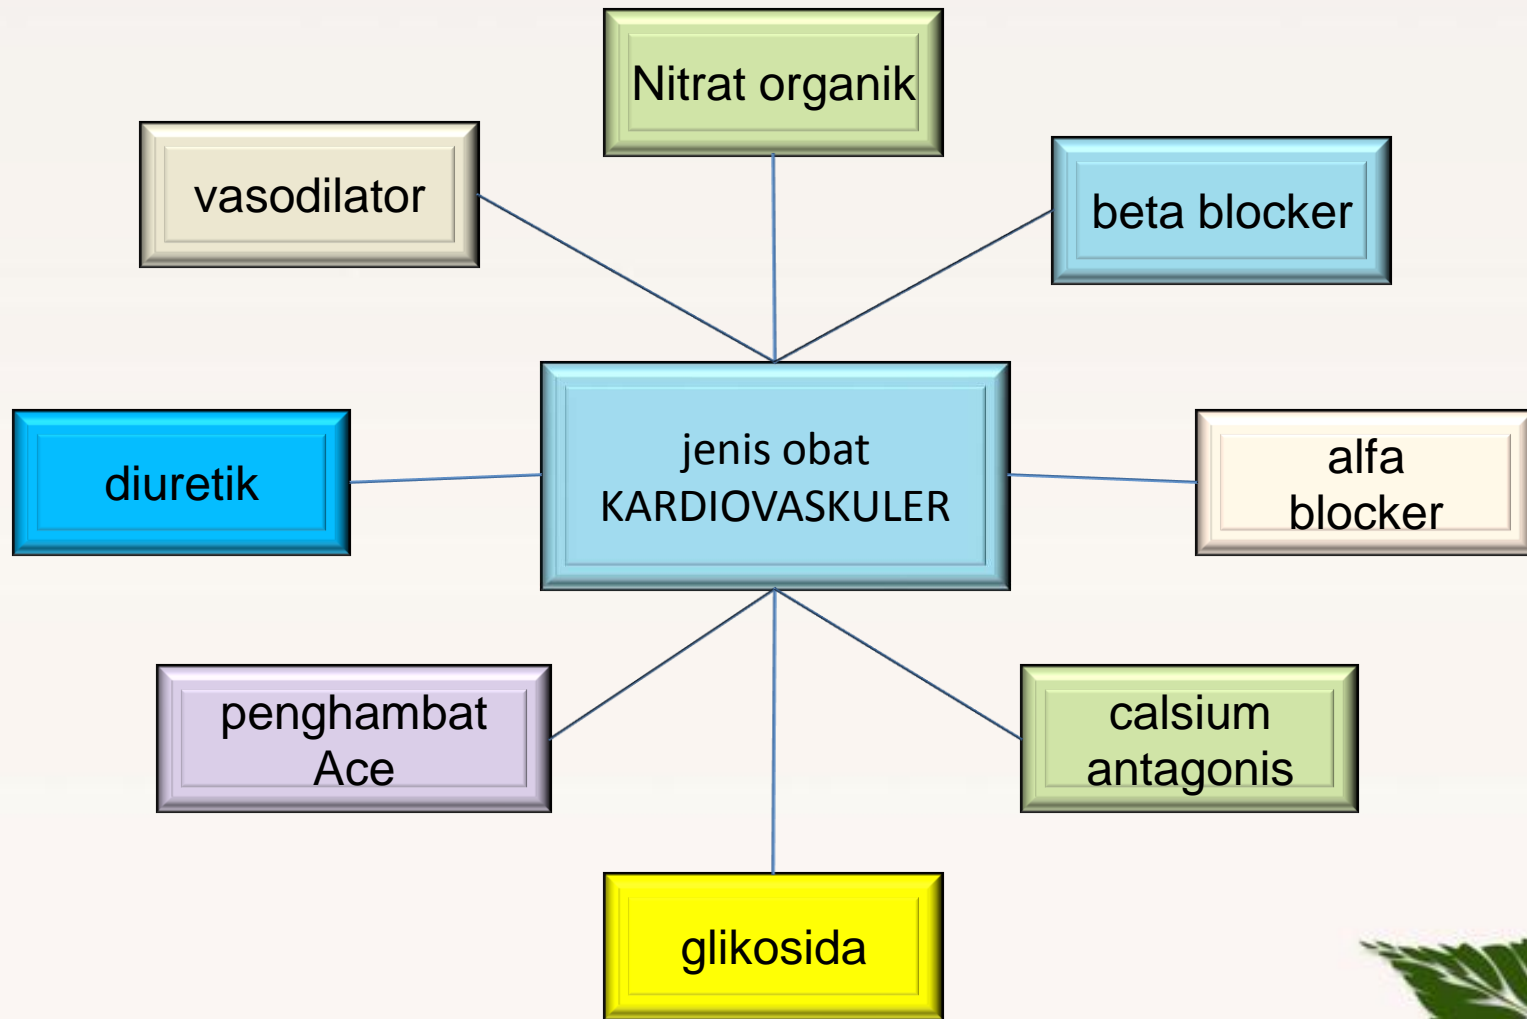 Nitrat organik
vasodilator
beta blocker
jenis obat
KARDIOVASKULER
diuretik
alfa
blocker
penghambat
Ace
calsium
antagonis
glikosida